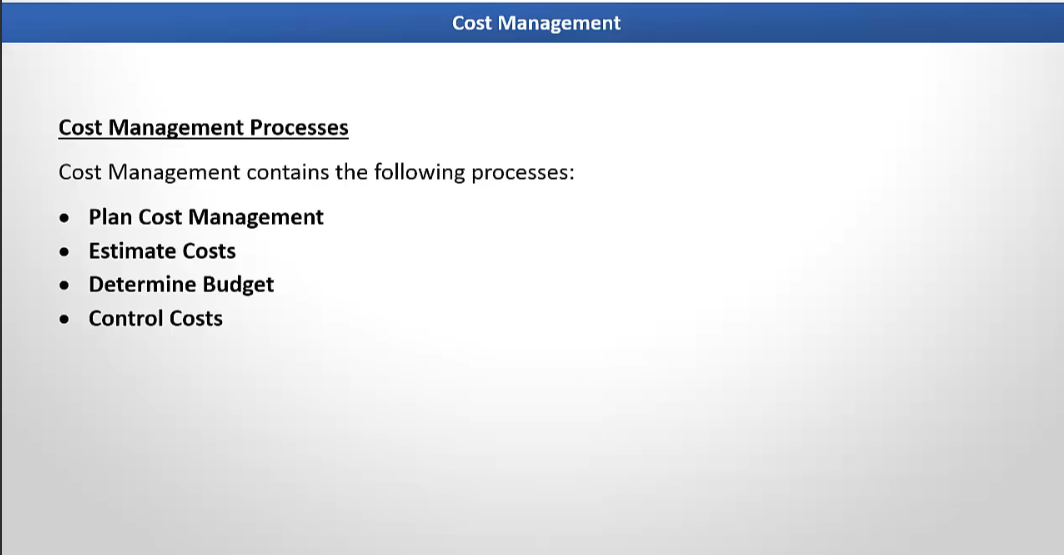 Cost Management
Cost Management Processes
Cost Management contains the following processes:
• Plan Cost Management
• Estimate Costs
• Determine Budget
• Control Costs